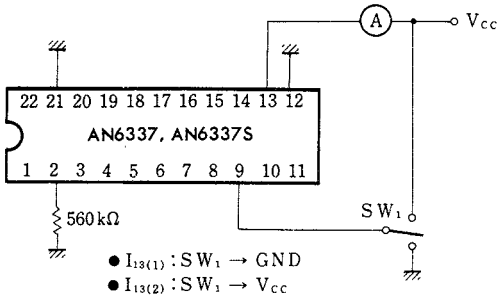 A
Vcc
22 21 20 19 18 17 16 15 14 13 12
AN6337, AN6337S
1 2 3 4 5 6 7 8 9 10 11
560kΩ
SW₁
● I₁₃₍₁₎ : SW₁ → GND
● I₁₃₍₂₎ : SW₁ → Vcc